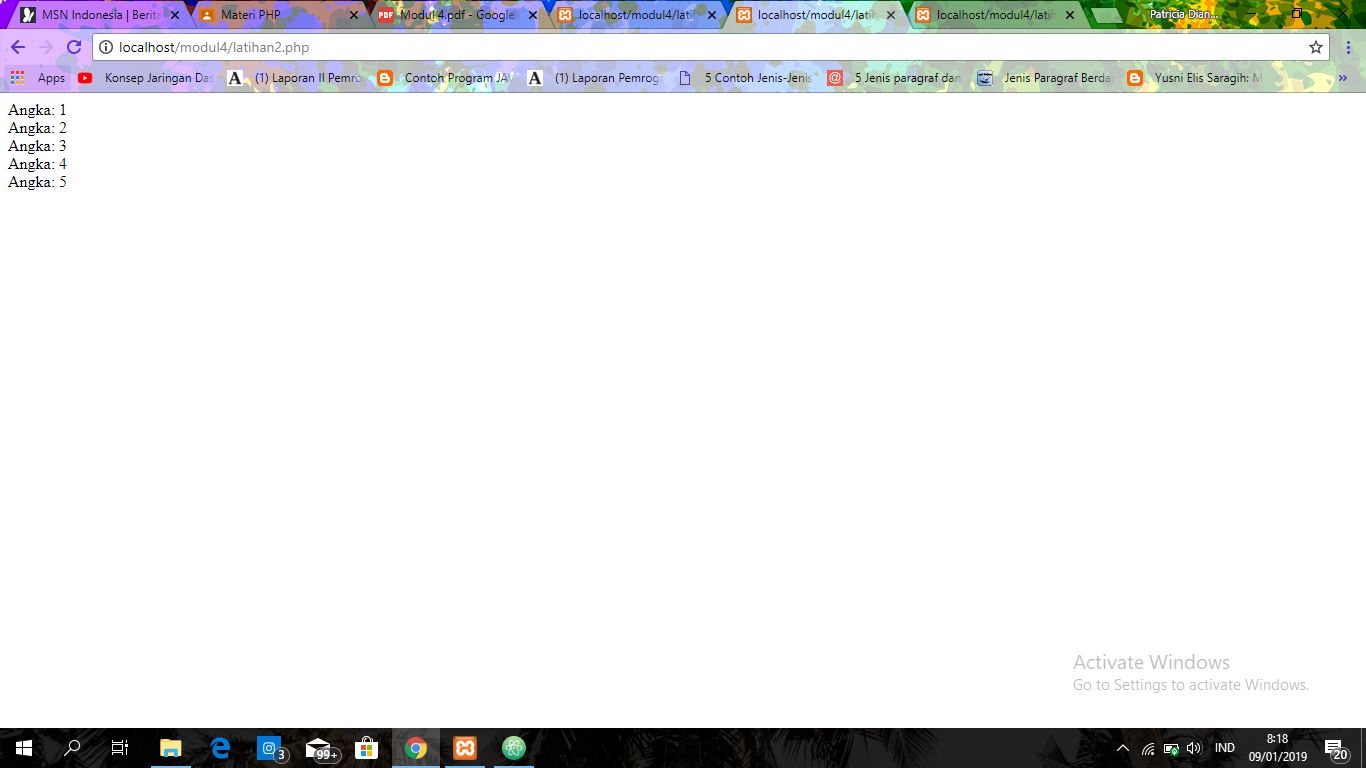 MSN Indonesia | Berita
Materi PHP
PDF
Modul 4.pdf - Google
localhost/modul4/latih
localhost/modul4/latih
localhost/modul4/latih
Patricia Dian...
localhost/modul4/latihan2.php
Apps
Konsep Jaringan Das
A
(1) Laporan II Pemro
Contoh Program JAV
A
(1) Laporan Pemrog
5 Contoh Jenis-Jenis
@
5 Jenis paragraf dan
Jenis Paragraf Berdas
Yusni Elis Saragih: M
»
Angka: 1
Angka: 2
Angka: 3
Angka: 4
Angka: 5
Activate Windows
Go to Settings to activate Windows.
3
99+
IND
8:18
09/01/2019
20